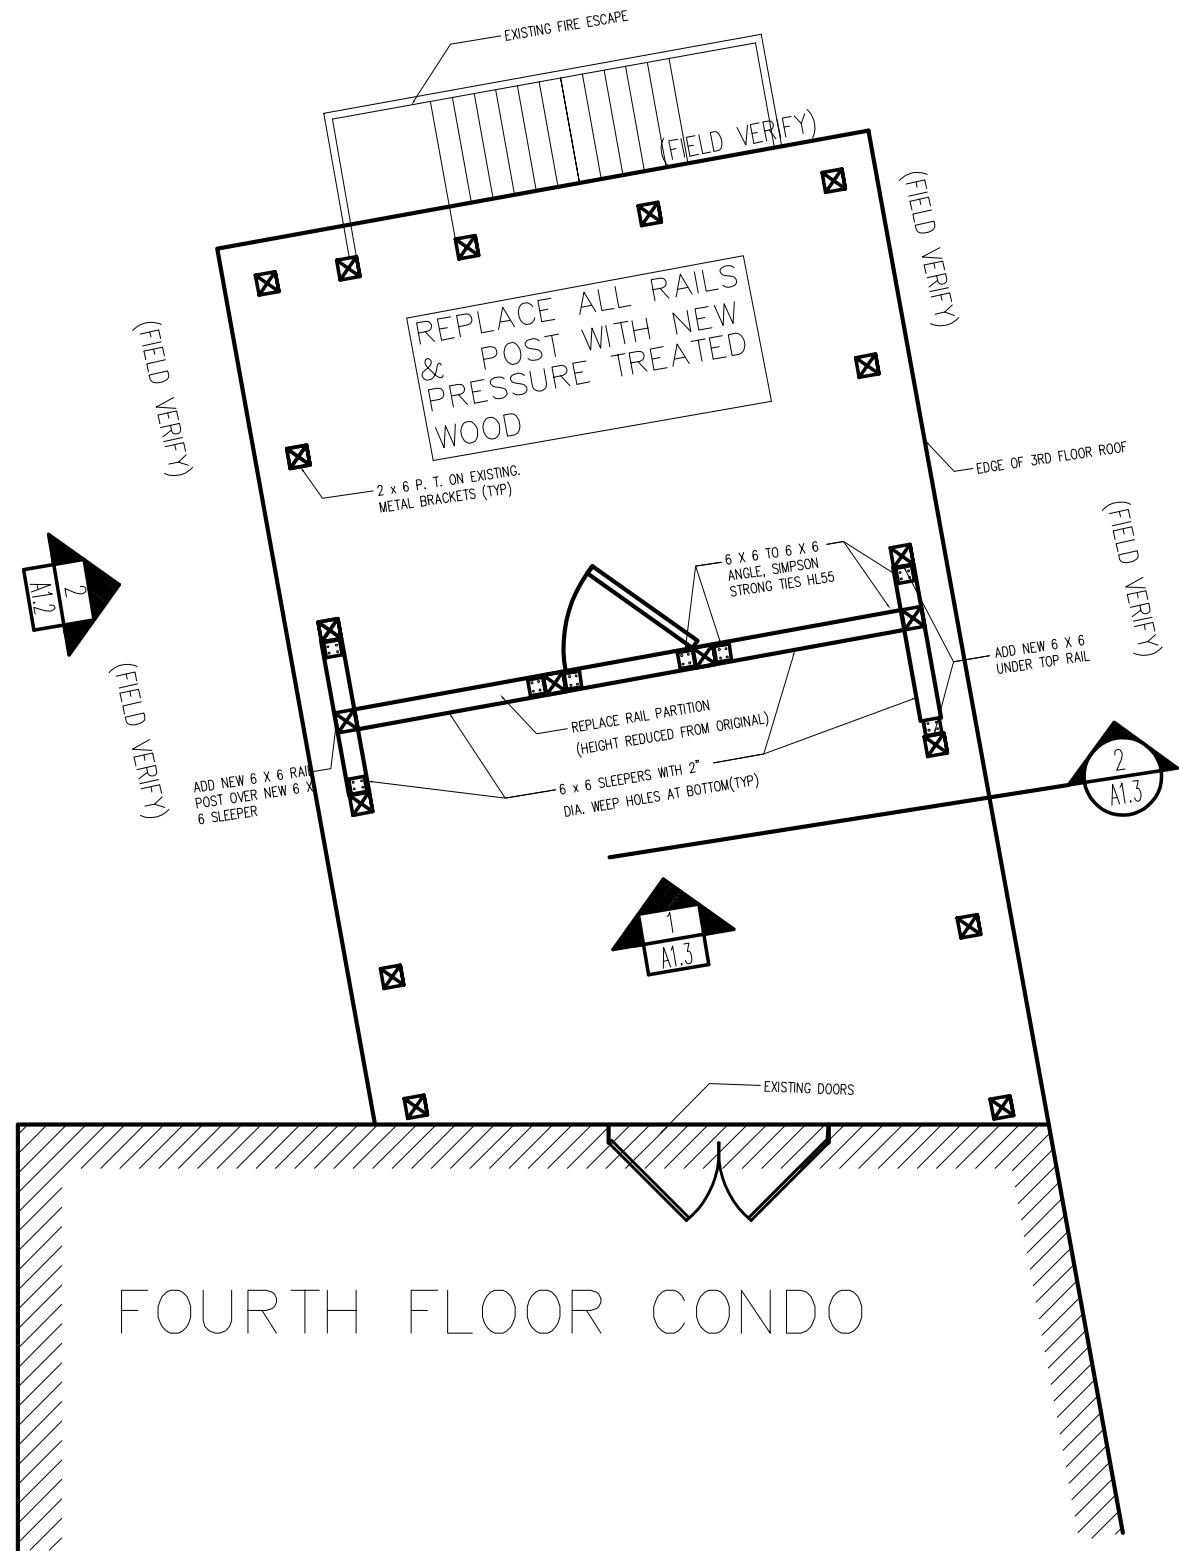 EXISTING FIRE ESCAPE
(FIELD VERIFY)
(FIELD VERIFY)
(FIELD VERIFY)
REPLACE ALL RAILS
& POST WITH NEW
PRESSURE TREATED
WOOD
2 x 6 P. T. ON EXISTING.
METAL BRACKETS (TYP)
EDGE OF 3RD FLOOR ROOF
(FIELD VERIFY)
2
A1.2
6 X 6 TO 6 X 6
ANGLE, SIMPSON
STRONG TIES HL55
ADD NEW 6 X 6
UNDER TOP RAIL
(FIELD VERIFY)
REPLACE RAIL PARTITION
(HEIGHT REDUCED FROM ORIGINAL)
ADD NEW 6 X 6 RAIL
POST OVER NEW 6 X
6 SLEEPER
6 x 6 SLEEPERS WITH 2"
DIA. WEEP HOLES AT BOTTOM(TYP)
2
A1.3
1
A1.3
EXISTING DOORS
FOURTH FLOOR CONDO